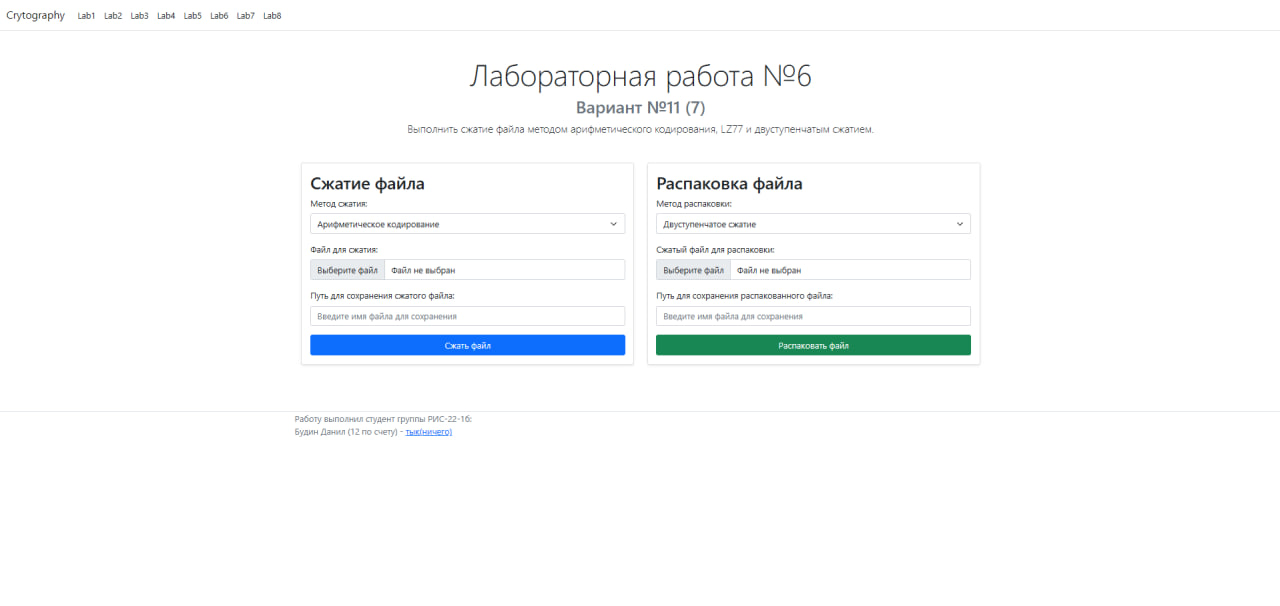 Crytography Lab1 Lab2 Lab3 Lab4 Lab5 Lab6 Lab7 Lab8
Лабораторная работа №6
Вариант №11 (7)
Выполнить сжатие файла методом арифметического кодирования, LZ77 и двуступенчатым сжатием.
Сжатие файла
Метод сжатия:
Арифметическое кодирование
Файл для сжатия:
Выберите файл Файл не выбран
Путь для сохранения сжатого файла:
Введите имя файла для сохранения
Сжать файл
Распаковка файла
Метод распаковки:
Двуступенчатое сжатие
Сжатый файл для распаковки:
Выберите файл Файл не выбран
Путь для сохранения распакованного файла:
Введите имя файла для сохранения
Распаковать файл
Работу выполнил студент группы РИС-22-1б:
Будин Данил (12 по счету) - тык(ничего)